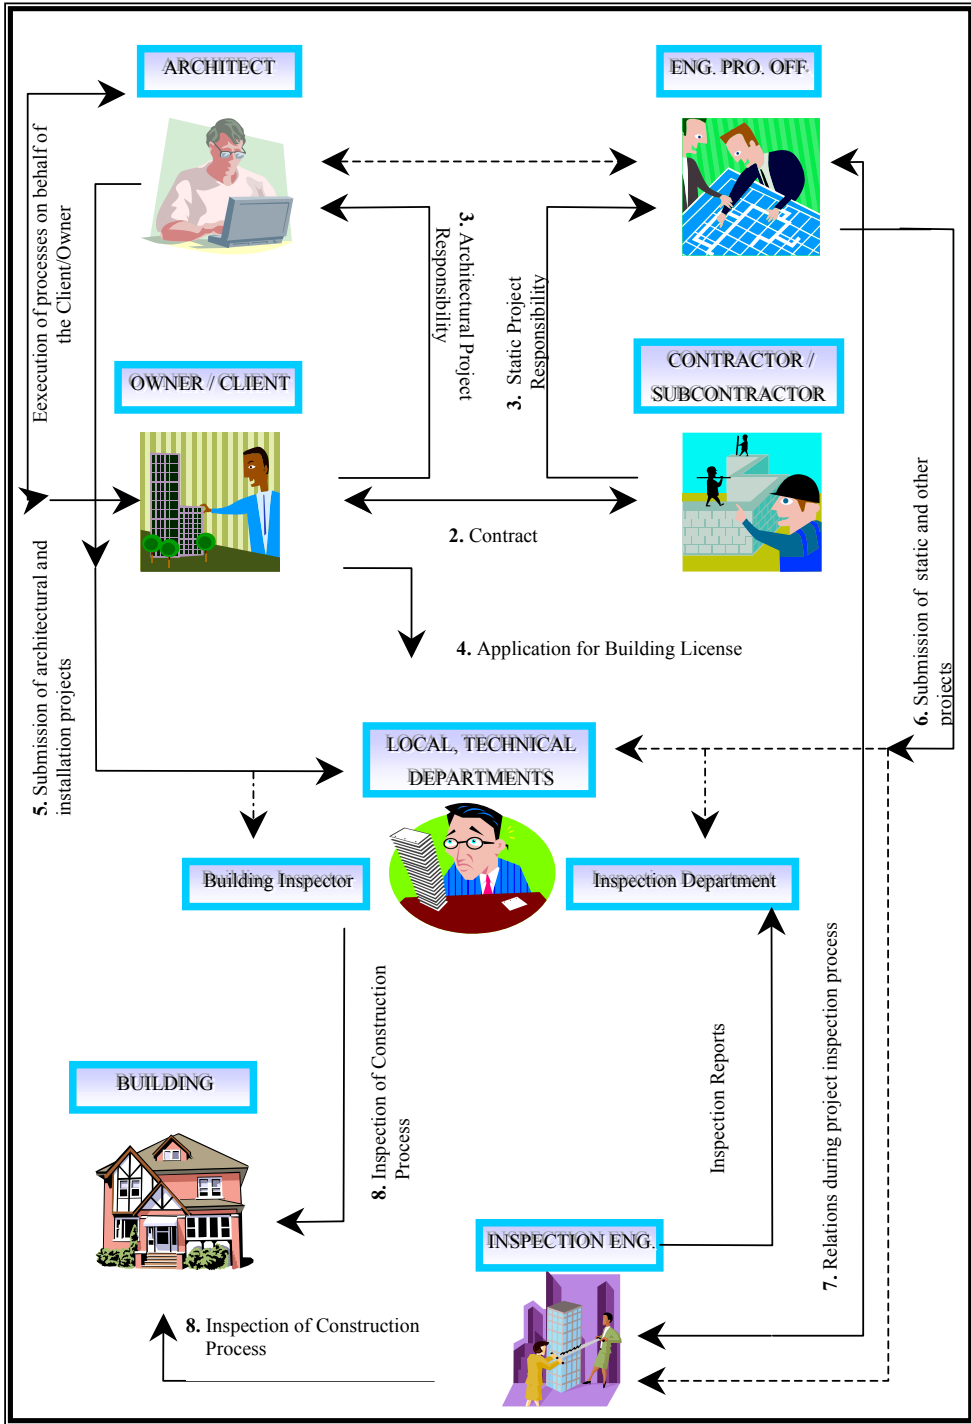 ARCHITECT
ENG. PRO. OFF.
Eexecution of processes on behalf of
the Client/Owner
3. Architectural Project
Responsibility
3. Static Project
Responsibility
OWNER / CLIENT
CONTRACTOR /
SUBCONTRACTOR
2. Contract
4. Application for Building License
5. Submission of architectural and
installation projects
6. Submission of static and other
projects
LOCAL, TECHNICAL
DEPARTMENTS
Building Inspector
Inspection Department
8. Inspection of Construction
Process
Inspection Reports
7. Relations during project inspection process
BUILDING
INSPECTION ENG.
8. Inspection of Construction
Process